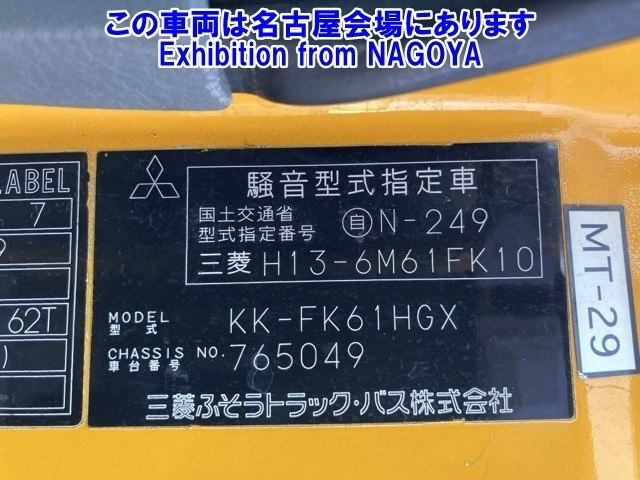 この車両は名古屋会場にあります
Exhibition from NAGOYA
LABEL
7
9
62T
)
騒音型式指定車
国土交通省
型式指定番号 自N-249
三菱 H13-6M61FK10
MODEL
型式 KK-FK61HGX
CHASSIS NO.
車台番号 765049
三菱ふそうトラック・バス株式会社
MT-29